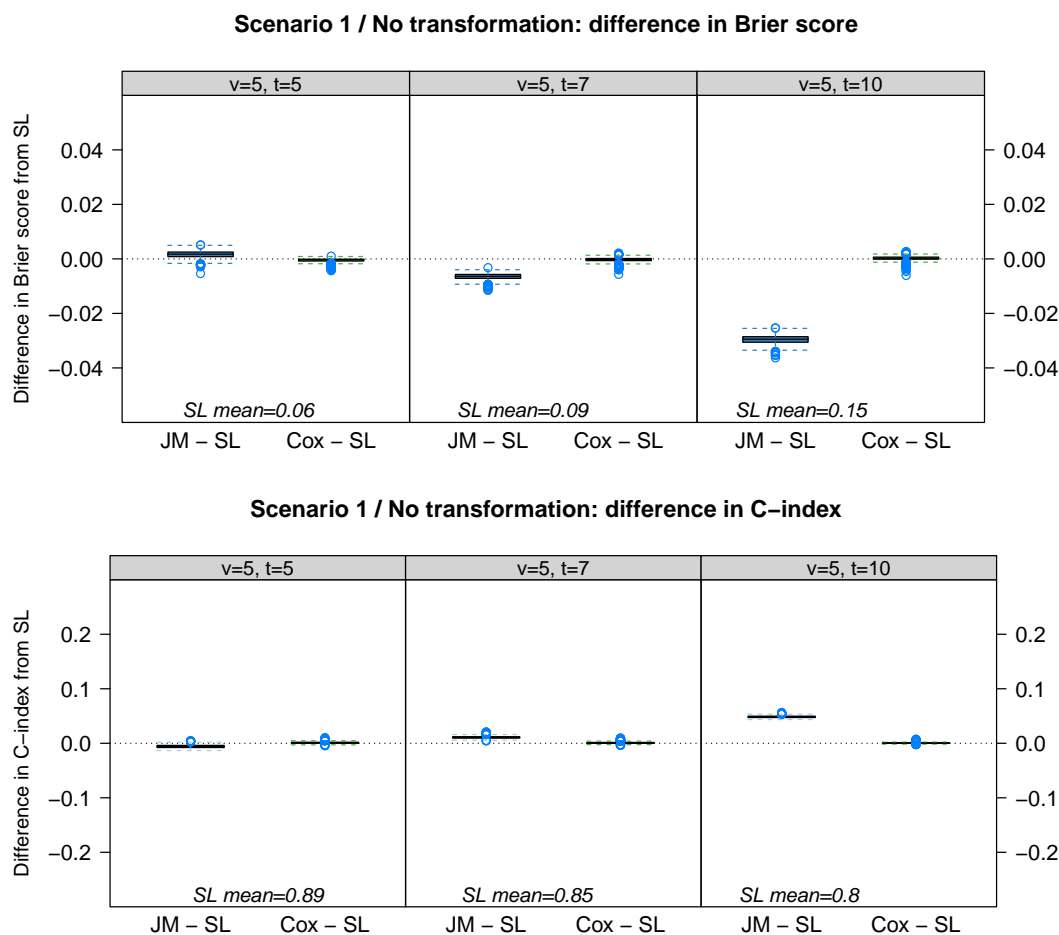 Scenario 1 / No transformation: difference in Brier score
v=5, t=5 v=5, t=7 v=5, t=10
Difference in Brier score from SL
0.04 0.04
0.02 0.02
0.00 0.00
−0.02 −0.02
−0.04 −0.04
SL mean=0.06 SL mean=0.09 SL mean=0.15
JM − SL Cox − SL JM − SL Cox − SL JM − SL Cox − SL
Scenario 1 / No transformation: difference in C−index
v=5, t=5 v=5, t=7 v=5, t=10
Difference in C−index from SL
0.2 0.2
0.1 0.1
0.0 0.0
−0.1 −0.1
−0.2 −0.2
SL mean=0.89 SL mean=0.85 SL mean=0.8
JM − SL Cox − SL JM − SL Cox − SL JM − SL Cox − SL